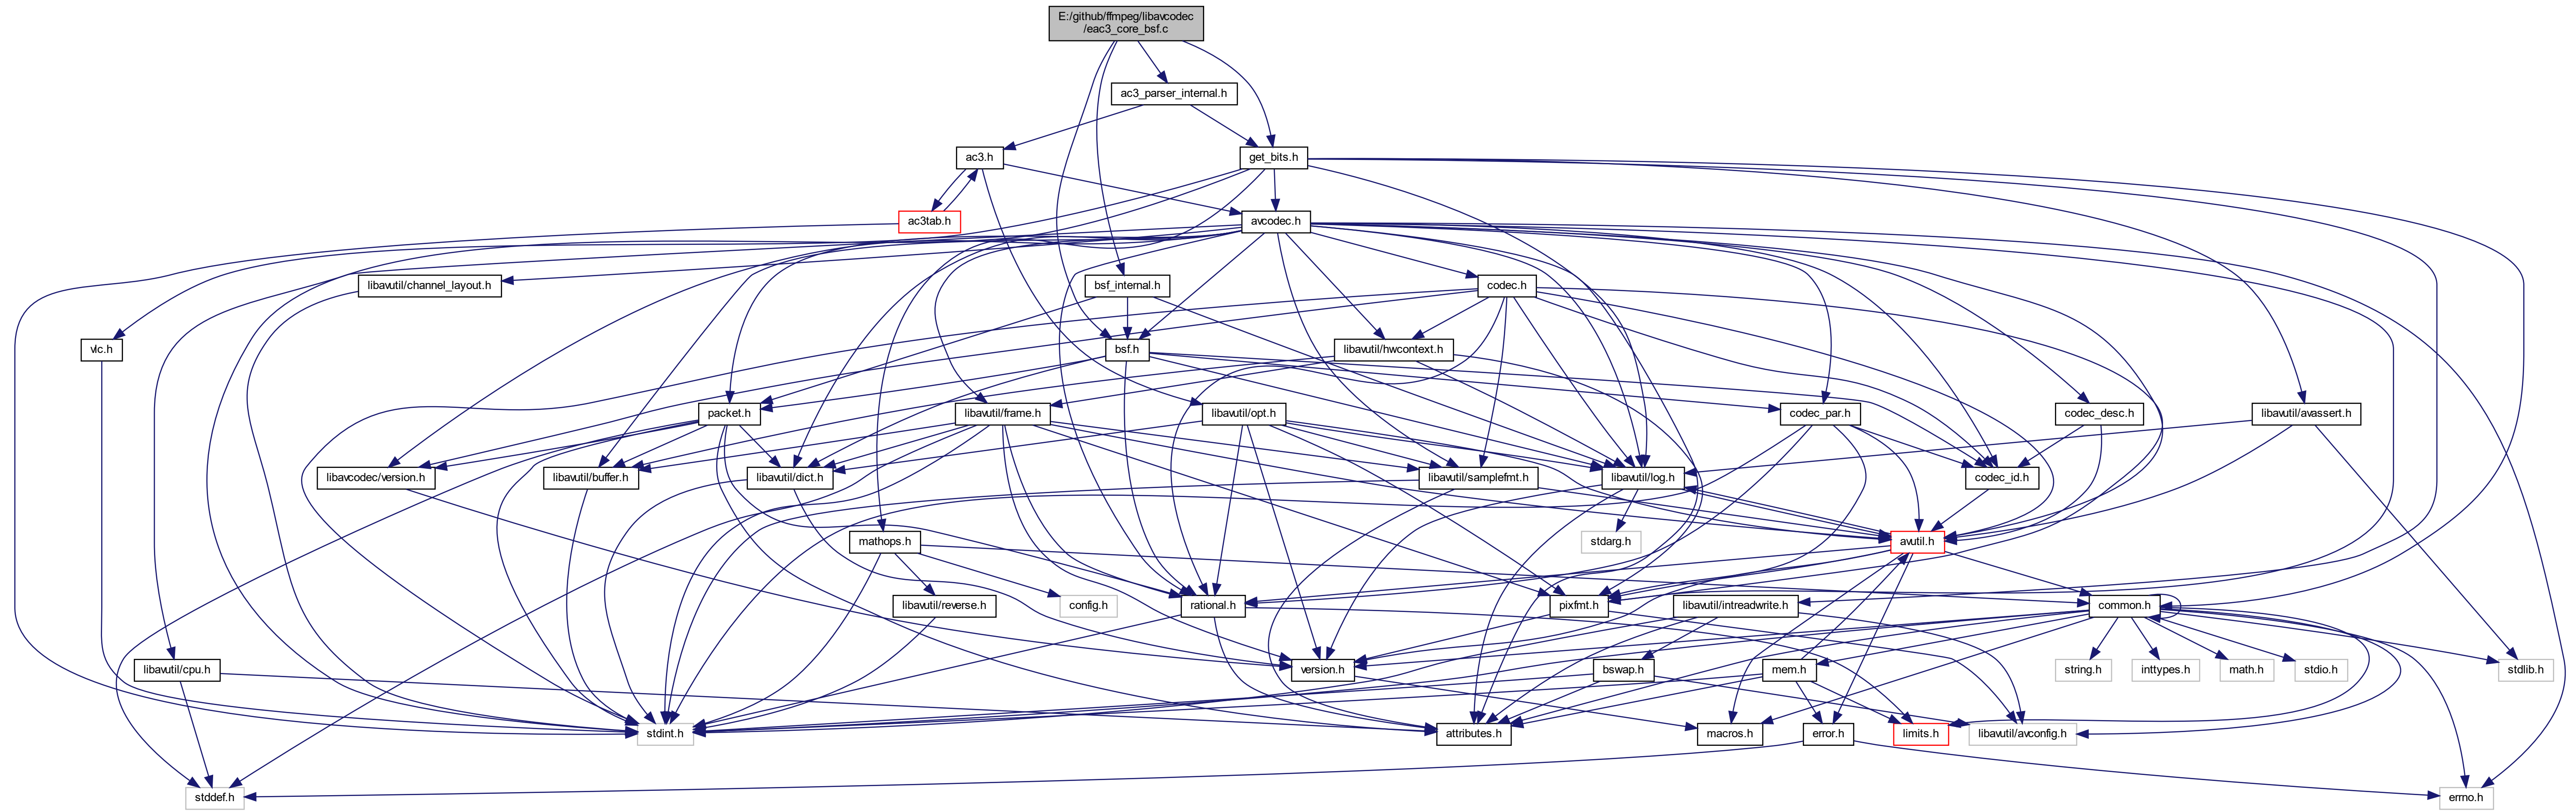 E:/github/ffmpeg/libavcodec
/eac3_core_bsf.c
ac3_parser_internal.h
ac3.h
get_bits.h
ac3tab.h
avcodec.h
libavutil/channel_layout.h
bsf_internal.h
codec.h
vlc.h
bsf.h
libavutil/hwcontext.h
packet.h
libavutil/frame.h
libavutil/opt.h
codec_par.h
codec_desc.h
libavutil/avassert.h
libavcodec/version.h
libavutil/buffer.h
libavutil/dict.h
libavutil/samplefmt.h
libavutil/log.h
codec_id.h
mathops.h
stdarg.h
avutil.h
libavutil/reverse.h
config.h
rational.h
pixfmt.h
libavutil/intreadwrite.h
common.h
libavutil/cpu.h
version.h
bswap.h
mem.h
string.h
inttypes.h
math.h
stdio.h
stdlib.h
stdint.h
attributes.h
macros.h
error.h
limits.h
libavutil/avconfig.h
stddef.h
errno.h